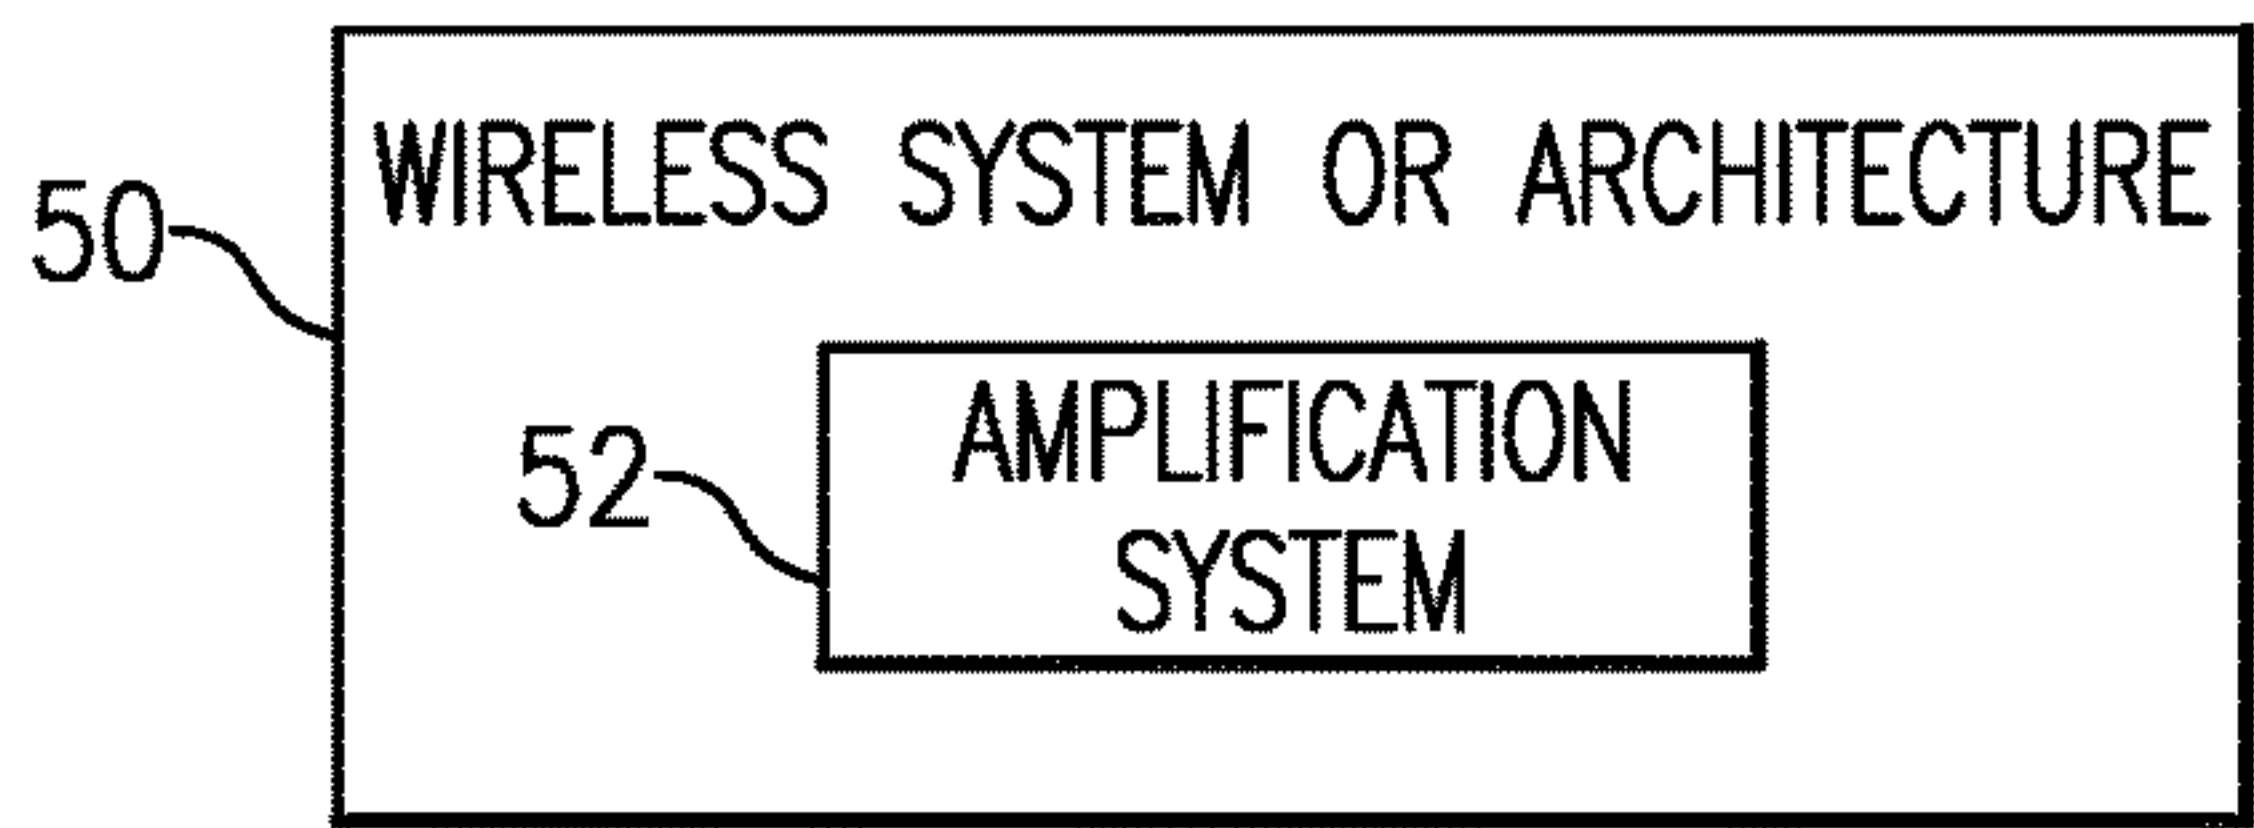 WIRELESS SYSTEM OR ARCHITECTURE
50
AMPLIFICATION
52
SYSTEM